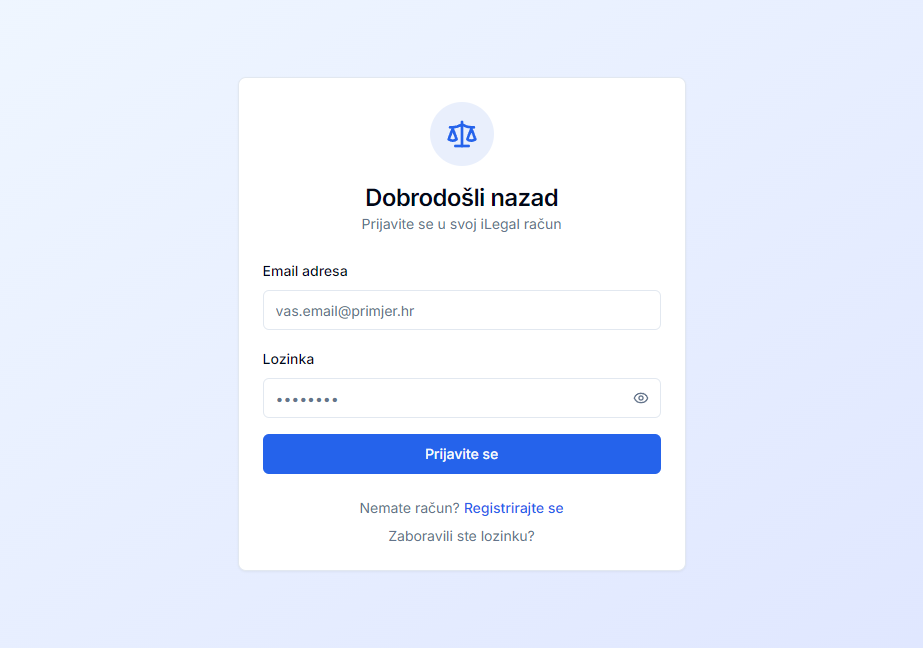 Dobrodošli nazad
Prijavite se u svoj iLegal račun
Email adresa
vas.email@primjer.hr
Lozinka
••••••••
Prijavite se
Nemate račun? Registrirajte se
Zaboravili ste lozinku?